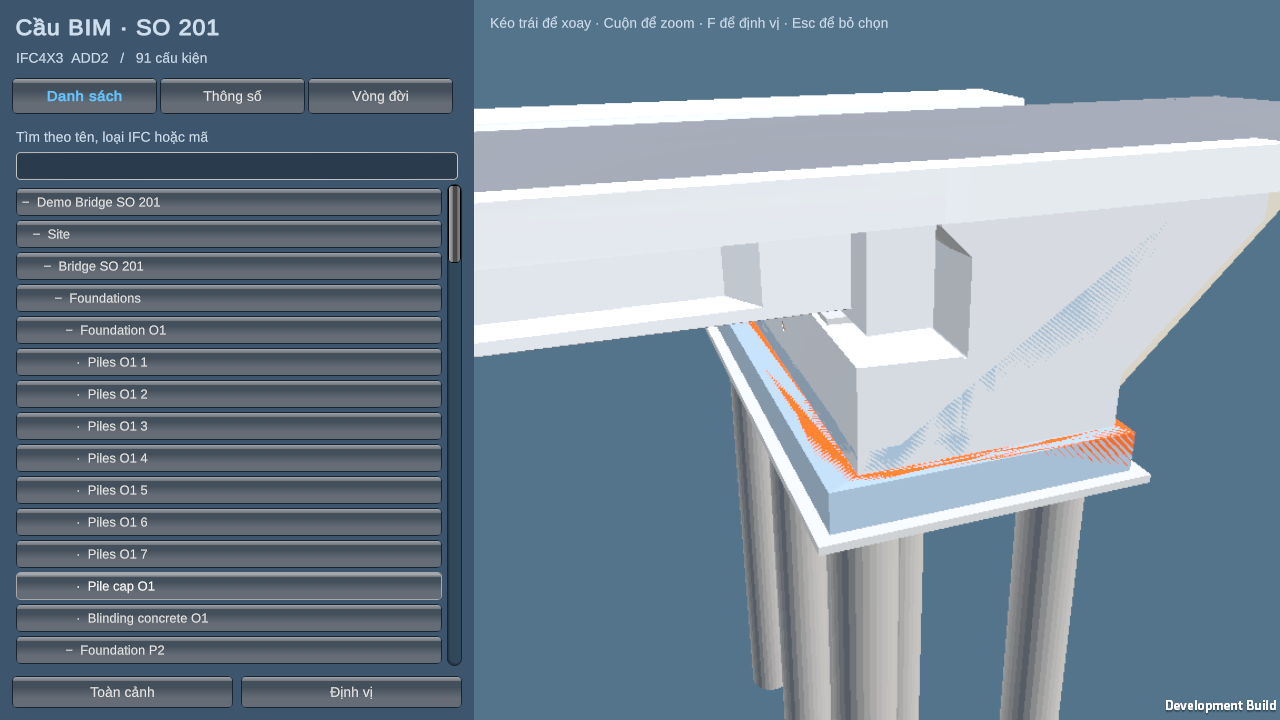 Cầu BIM · SO 201
IFC4X3 ADD2 / 91 cấu kiện
Danh sách
Thông số
Vòng đời
Tìm theo tên, loại IFC hoặc mã
− Demo Bridge SO 201
− Site
− Bridge SO 201
− Foundations
− Foundation O1
· Piles O1 1
· Piles O1 2
· Piles O1 3
· Piles O1 4
· Piles O1 5
· Piles O1 6
· Piles O1 7
· Pile cap O1
· Blinding concrete O1
− Foundation P2
Toàn cảnh
Định vị
Kéo trái để xoay · Cuộn để zoom · F để định vị · Esc để bỏ chọn
Development Build